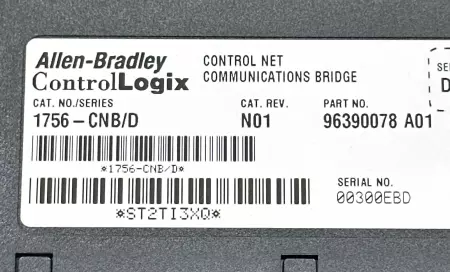 Allen-Bradley
ControlLogix
CONTROL NET
COMMUNICATIONS BRIDGE
CAT. NO./SERIES
1756-CNB/D
CAT. REV.
N01
PART NO.
96390078 A01
*1756-CNB/D*
*ST2TI3XQ*
SERIAL NO.
00300EBD